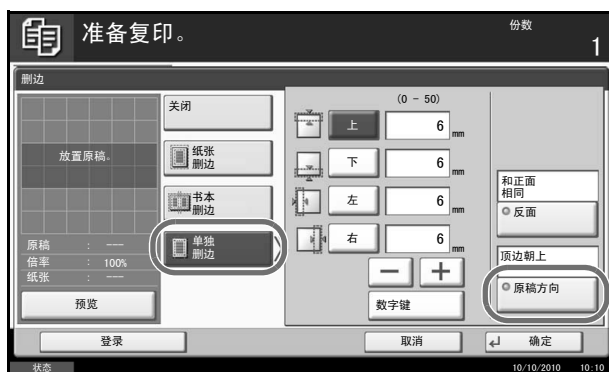 准备复印。
份数
1
删边
放置原稿。
原稿 : ---
倍率 : 100%
纸张 : ---
预览
关闭
纸张
删边
书本
删边
单独
删边
(0 - 50)
上 6 mm
下 6 mm
左 6 mm
右 6 mm
− +
数字键
和正面
相同
反面
顶边朝上
原稿方向
登录
取消
确定
状态
10/10/2010 10:10